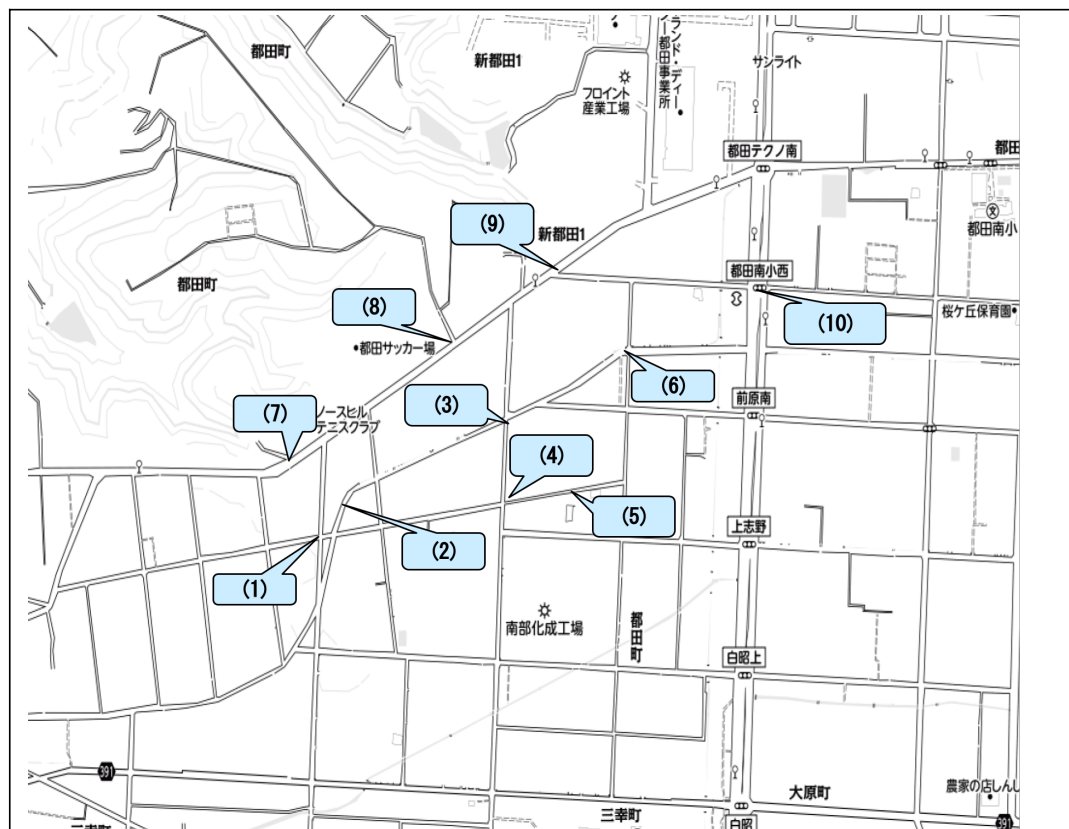 都田町
新都田1
フロイント
産業工場
ランド・ディー
ー都田事業所
サンライト
都田テクノ南
都田
都田南小
(9)
新都田1
都田町
都田南小西
(8)
(10)
桜ケ丘保育園
都田サッカー場
(6)
(3)
前原南
(7)
ノースヒル
テニスクラブ
(4)
(5)
上志野
(2)
(1)
南部化成工場
都田町
白昭上
391
大原町
農家の店しんし
三幸町
三幸町
白昭
391